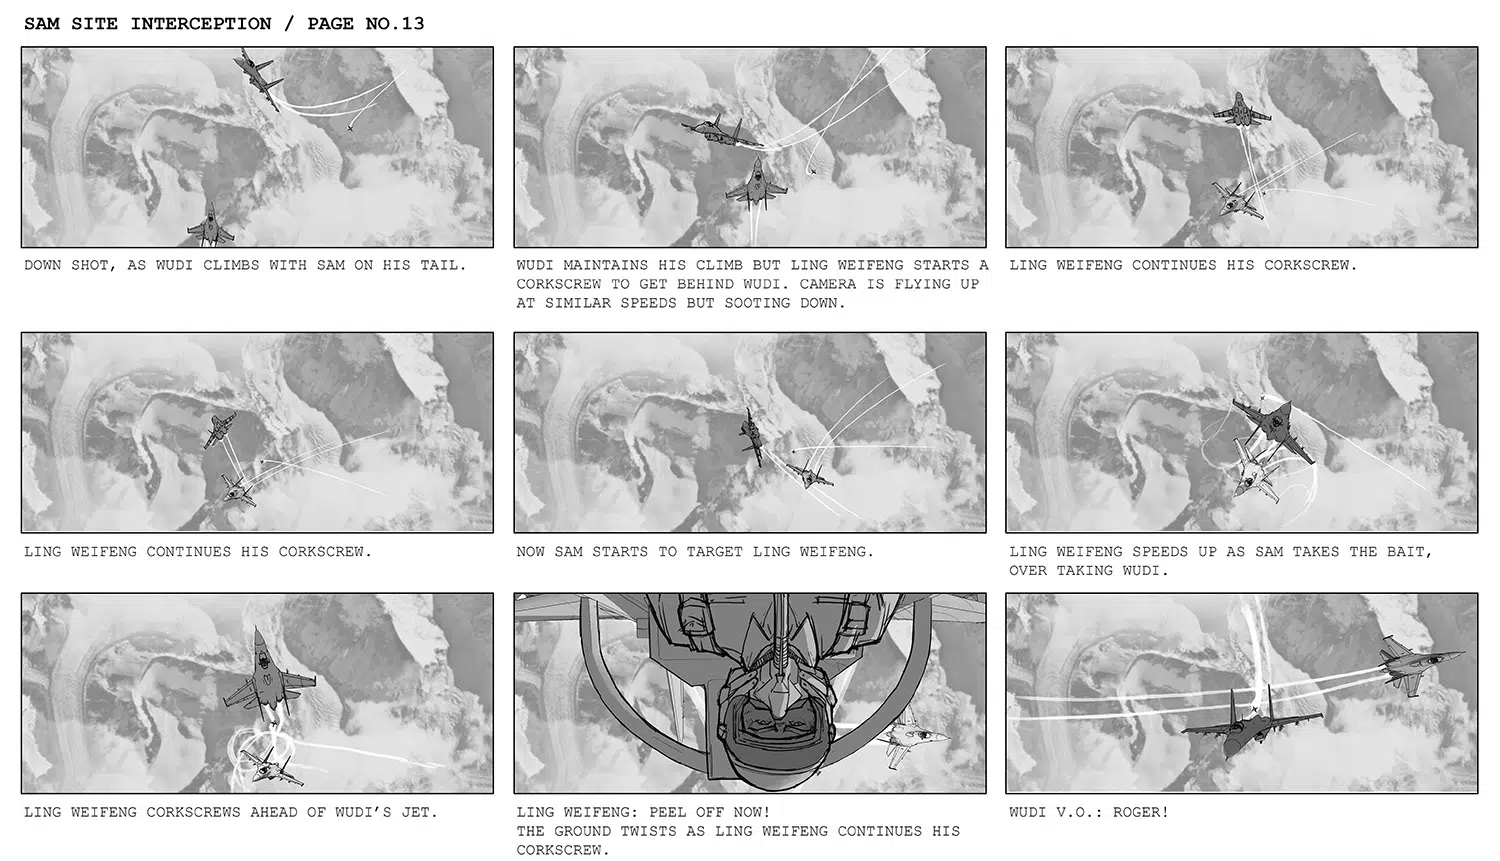 SAM SITE INTERCEPTION / PAGE NO.13
DOWN SHOT, AS WUDI CLIMBS WITH SAM ON HIS TAIL.
WUDI MAINTAINS HIS CLIMB BUT LING WEIFENG STARTS A
CORKSCREW TO GET BEHIND WUDI. CAMERA IS FLYING UP
AT SIMILAR SPEEDS BUT SOOTING DOWN.
LING WEIFENG CONTINUES HIS CORKSCREW.
LING WEIFENG CONTINUES HIS CORKSCREW.
NOW SAM STARTS TO TARGET LING WEIFENG.
LING WEIFENG SPEEDS UP AS SAM TAKES THE BAIT,
OVER TAKING WUDI.
LING WEIFENG CORKSCREWS AHEAD OF WUDI'S JET.
LING WEIFENG: PEEL OFF NOW!
THE GROUND TWISTS AS LING WEIFENG CONTINUES HIS
CORKSCREW.
WUDI V.O.: ROGER!